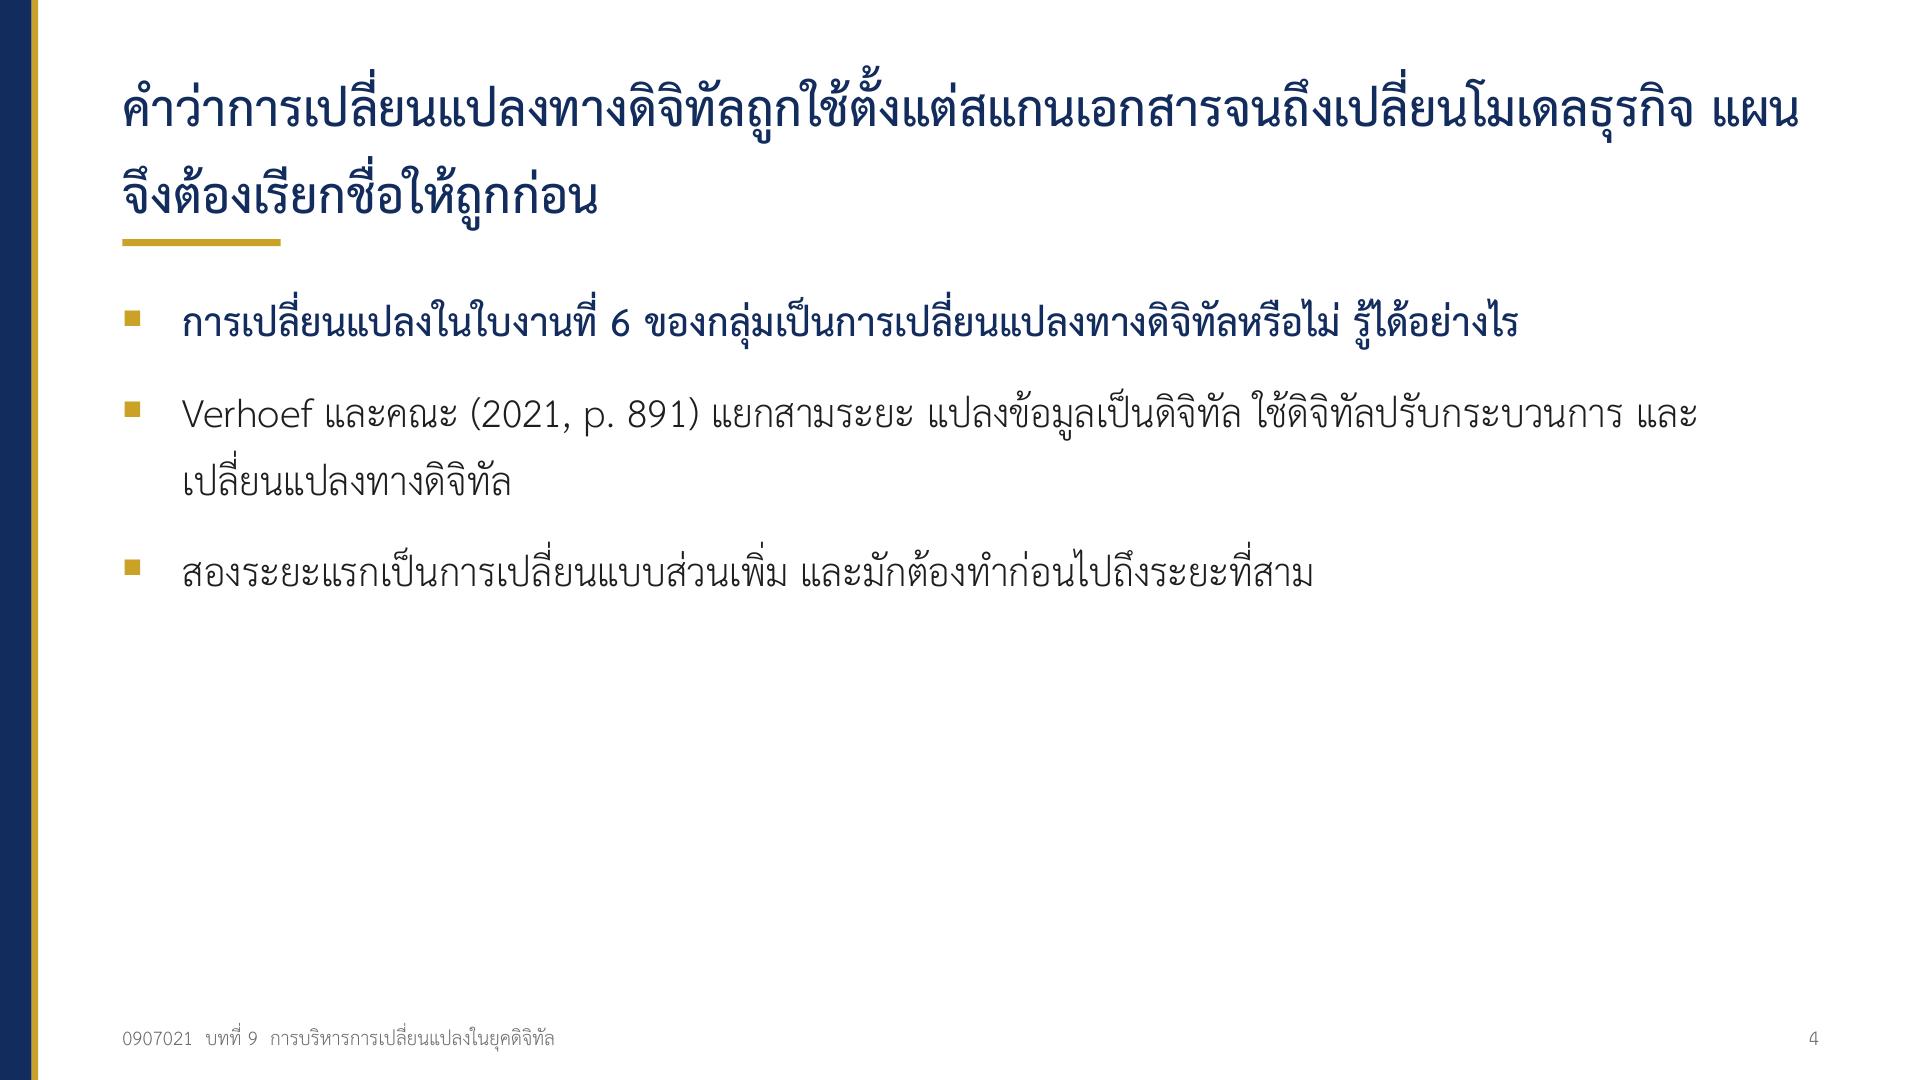 คำว่าการเปลี่ยนแปลงทางดิจิทัลถูกใช้ตั้งแต่สแกนเอกสารจนถึงเปลี่ยนโมเดลธุรกิจ แผน
จึงต้องเรียกชื่อให้ถูกก่อน
การเปลี่ยนแปลงในใบงานที่ 6 ของกลุ่มเป็นการเปลี่ยนแปลงทางดิจิทัลหรือไม่ รู้ได้อย่างไร
Verhoef และคณะ (2021, p. 891) แยกสามระยะ แปลงข้อมูลเป็นดิจิทัล ใช้ดิจิทัลปรับกระบวนการ และ
เปลี่ยนแปลงทางดิจิทัล
สองระยะแรกเป็นการเปลี่ยนแบบส่วนเพิ่ม และมักต้องทำก่อนไปถึงระยะที่สาม
0907021 บทที่ 9 การบริหารการเปลี่ยนแปลงในยุคดิจิทัล
4